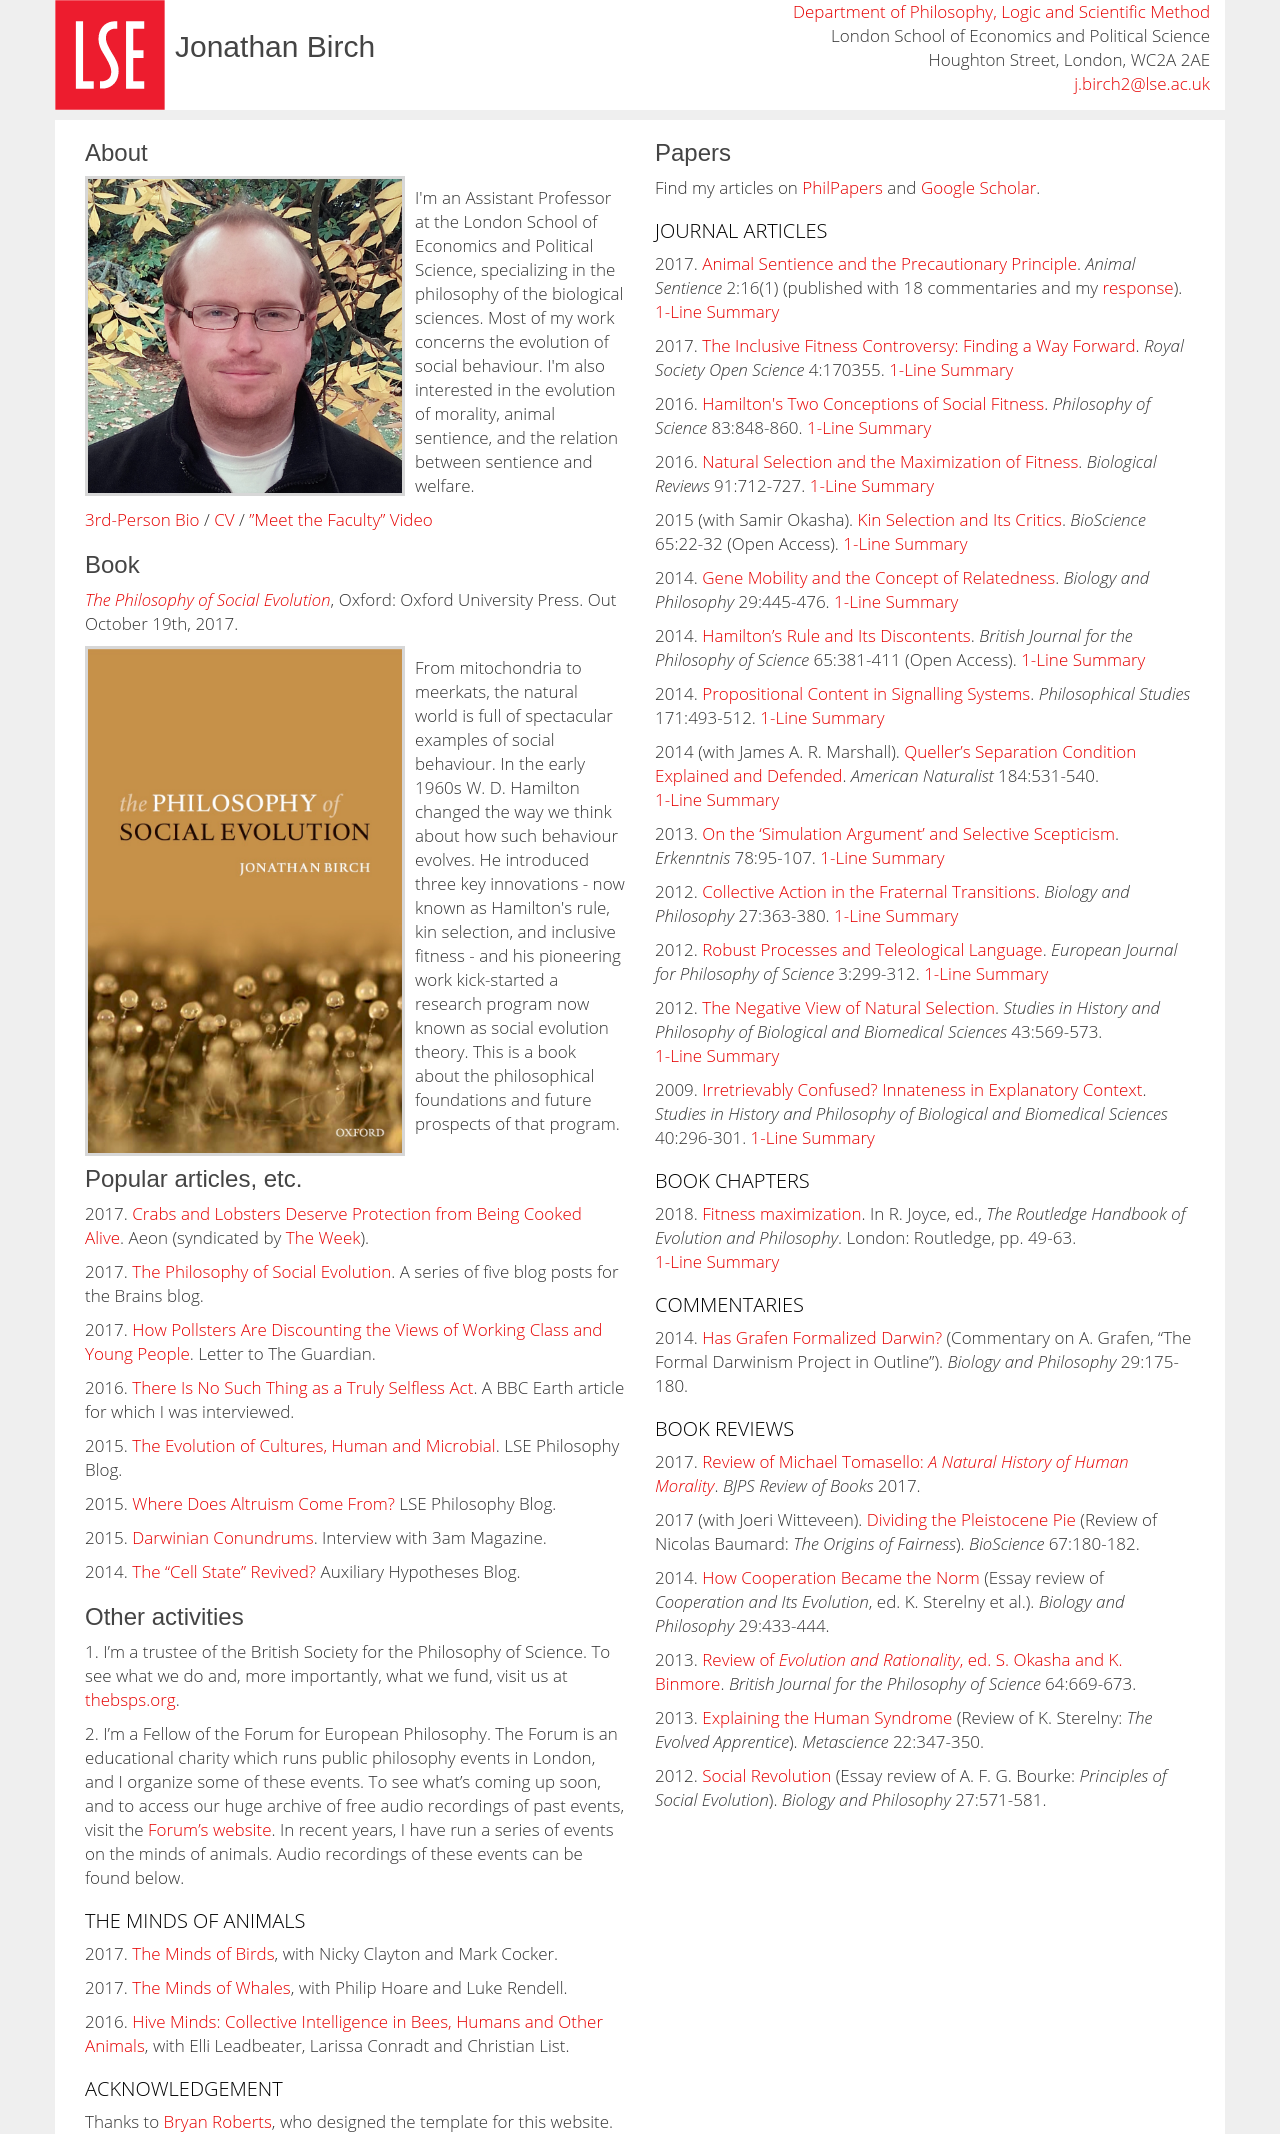 LSE
Jonathan Birch
Department of Philosophy, Logic and Scientific Method
London School of Economics and Political Science
Houghton Street, London, WC2A 2AE
j.birch2@lse.ac.uk
About
I'm an Assistant Professor
at the London School of
Economics and Political
Science, specializing in the
philosophy of the biological
sciences. Most of my work
concerns the evolution of
social behaviour. I'm also
interested in the evolution
of morality, animal
sentience, and the relation
between sentience and
welfare.
3rd-Person Bio / CV / ”Meet the Faculty” Video
Book
The Philosophy of Social Evolution, Oxford: Oxford University Press. Out
October 19th, 2017.
the PHILOSOPHY of
SOCIAL EVOLUTION
JONATHAN BIRCH
OXFORD
From mitochondria to
meerkats, the natural
world is full of spectacular
examples of social
behaviour. In the early
1960s W. D. Hamilton
changed the way we think
about how such behaviour
evolves. He introduced
three key innovations - now
known as Hamilton's rule,
kin selection, and inclusive
fitness - and his pioneering
work kick-started a
research program now
known as social evolution
theory. This is a book
about the philosophical
foundations and future
prospects of that program.
Popular articles, etc.
2017. Crabs and Lobsters Deserve Protection from Being Cooked
Alive. Aeon (syndicated by The Week).
2017. The Philosophy of Social Evolution. A series of five blog posts for
the Brains blog.
2017. How Pollsters Are Discounting the Views of Working Class and
Young People. Letter to The Guardian.
2016. There Is No Such Thing as a Truly Selfless Act. A BBC Earth article
for which I was interviewed.
2015. The Evolution of Cultures, Human and Microbial. LSE Philosophy
Blog.
2015. Where Does Altruism Come From? LSE Philosophy Blog.
2015. Darwinian Conundrums. Interview with 3am Magazine.
2014. The “Cell State” Revived? Auxiliary Hypotheses Blog.
Other activities
1. I’m a trustee of the British Society for the Philosophy of Science. To
see what we do and, more importantly, what we fund, visit us at
thebsps.org.
2. I’m a Fellow of the Forum for European Philosophy. The Forum is an
educational charity which runs public philosophy events in London,
and I organize some of these events. To see what’s coming up soon,
and to access our huge archive of free audio recordings of past events,
visit the Forum’s website. In recent years, I have run a series of events
on the minds of animals. Audio recordings of these events can be
found below.
THE MINDS OF ANIMALS
2017. The Minds of Birds, with Nicky Clayton and Mark Cocker.
2017. The Minds of Whales, with Philip Hoare and Luke Rendell.
2016. Hive Minds: Collective Intelligence in Bees, Humans and Other
Animals, with Elli Leadbeater, Larissa Conradt and Christian List.
ACKNOWLEDGEMENT
Thanks to Bryan Roberts, who designed the template for this website.
Papers
Find my articles on PhilPapers and Google Scholar.
JOURNAL ARTICLES
2017. Animal Sentience and the Precautionary Principle. Animal
Sentience 2:16(1) (published with 18 commentaries and my response).
1-Line Summary
2017. The Inclusive Fitness Controversy: Finding a Way Forward. Royal
Society Open Science 4:170355. 1-Line Summary
2016. Hamilton's Two Conceptions of Social Fitness. Philosophy of
Science 83:848-860. 1-Line Summary
2016. Natural Selection and the Maximization of Fitness. Biological
Reviews 91:712-727. 1-Line Summary
2015 (with Samir Okasha). Kin Selection and Its Critics. BioScience
65:22-32 (Open Access). 1-Line Summary
2014. Gene Mobility and the Concept of Relatedness. Biology and
Philosophy 29:445-476. 1-Line Summary
2014. Hamilton’s Rule and Its Discontents. British Journal for the
Philosophy of Science 65:381-411 (Open Access). 1-Line Summary
2014. Propositional Content in Signalling Systems. Philosophical Studies
171:493-512. 1-Line Summary
2014 (with James A. R. Marshall). Queller’s Separation Condition
Explained and Defended. American Naturalist 184:531-540.
1-Line Summary
2013. On the ‘Simulation Argument’ and Selective Scepticism.
Erkenntnis 78:95-107. 1-Line Summary
2012. Collective Action in the Fraternal Transitions. Biology and
Philosophy 27:363-380. 1-Line Summary
2012. Robust Processes and Teleological Language. European Journal
for Philosophy of Science 3:299-312. 1-Line Summary
2012. The Negative View of Natural Selection. Studies in History and
Philosophy of Biological and Biomedical Sciences 43:569-573.
1-Line Summary
2009. Irretrievably Confused? Innateness in Explanatory Context.
Studies in History and Philosophy of Biological and Biomedical Sciences
40:296-301. 1-Line Summary
BOOK CHAPTERS
2018. Fitness maximization. In R. Joyce, ed., The Routledge Handbook of
Evolution and Philosophy. London: Routledge, pp. 49-63.
1-Line Summary
COMMENTARIES
2014. Has Grafen Formalized Darwin? (Commentary on A. Grafen, “The
Formal Darwinism Project in Outline”). Biology and Philosophy 29:175-
180.
BOOK REVIEWS
2017. Review of Michael Tomasello: A Natural History of Human
Morality. BJPS Review of Books 2017.
2017 (with Joeri Witteveen). Dividing the Pleistocene Pie (Review of
Nicolas Baumard: The Origins of Fairness). BioScience 67:180-182.
2014. How Cooperation Became the Norm (Essay review of
Cooperation and Its Evolution, ed. K. Sterelny et al.). Biology and
Philosophy 29:433-444.
2013. Review of Evolution and Rationality, ed. S. Okasha and K.
Binmore. British Journal for the Philosophy of Science 64:669-673.
2013. Explaining the Human Syndrome (Review of K. Sterelny: The
Evolved Apprentice). Metascience 22:347-350.
2012. Social Revolution (Essay review of A. F. G. Bourke: Principles of
Social Evolution). Biology and Philosophy 27:571-581.